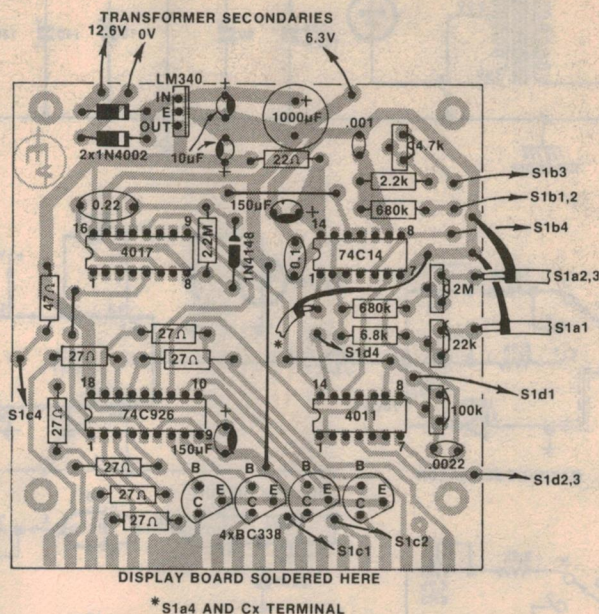 TRANSFORMER SECONDARIES
12.6V
0V
6.3V
LM340
IN
E
OUT
+
+
+
1000µF
.001
4.7k
2x1N4002
10µF
22Ω
2.2k
S1b3
680k
S1b1,2
S1b4
0.22
150µF
+
16
9
4017
1
8
2.2M
1N4148
0.1
14
8
74C14
1
7
S1a2,3
2M
47Ω
680k
S1a1
27Ω
6.8k
22k
*
27Ω
27Ω
S1d4
S1d1
S1c4
18
10
74C926
1
9
14
8
4011
1
7
100k
27Ω
+
150µF
.0022
27Ω
S1d2,3
27Ω
27Ω
B
C
E
B
C
E
B
C
E
B
C
E
4xBC338
S1c1
S1c2
DISPLAY BOARD SOLDERED HERE
*S1a4 AND Cx TERMINAL